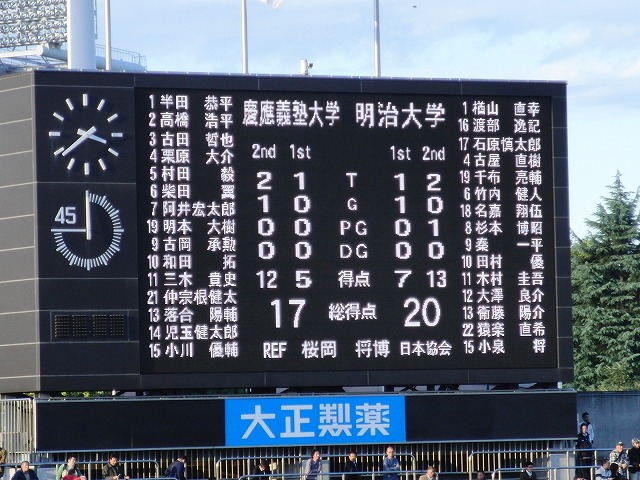 慶應義塾大学 明治大学
2nd 1st 1st 2nd
2 1 T 1 2
1 0 G 1 0
0 0 PG 0 1
0 0 DG 0 0
12 5 得点 7 13
17 総得点 20
REF 桜岡 将博 日本協会
1 半田 恭平
2 高橋 浩平
3 古田 哲也
4 栗原 大介
5 村田 毅
6 柴田 翼
7 阿井宏太郎
19 明本 大樹
9 古岡 承勲
10 和田 拓
11 三木 貴史
21 仲宗根健太
13 落合 陽輔
14 児玉健太郎
15 小川 優輔
1 楢山 直幸
16 渡部 逸記
17 石原慎太郎
4 古屋 直樹
19 千布 亮輔
6 竹内 健人
18 名嘉 翔伍
8 杉本 博昭
9 秦 一平
10 田村 優
11 木村 圭吾
12 大澤 良介
13 衞藤 陽介
22 猿楽 直希
15 小泉 将
45
大正製薬